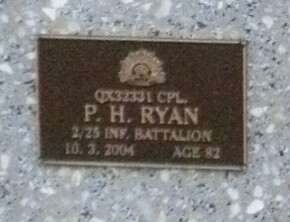 QX32331 CPL.
P. H. RYAN
2/25 INF. BATTALION
10. 3. 2004 AGE 82